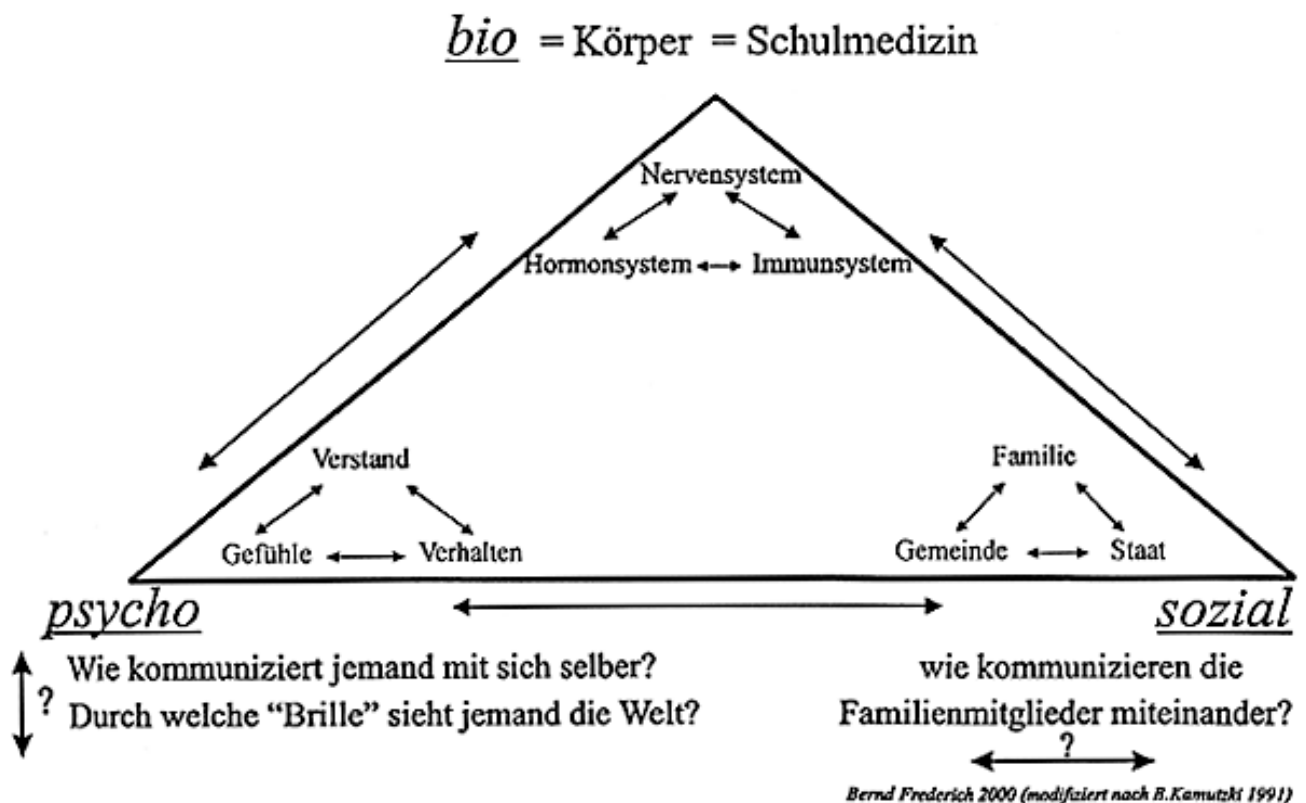 bio = Körper = Schulmedizin
Nervensystem
Hormonsystem Immunsystem
Verstand
Gefühle Verhalten
Familie
Gemeinde Staat
psycho
sozial
Wie kommuniziert jemand mit sich selber?
? Durch welche “Brille” sieht jemand die Welt?
wie kommunizieren die
Familienmitglieder miteinander?
?
Bernd Frederich 2000 (modifiziert nach B.Kamutzki 1991)